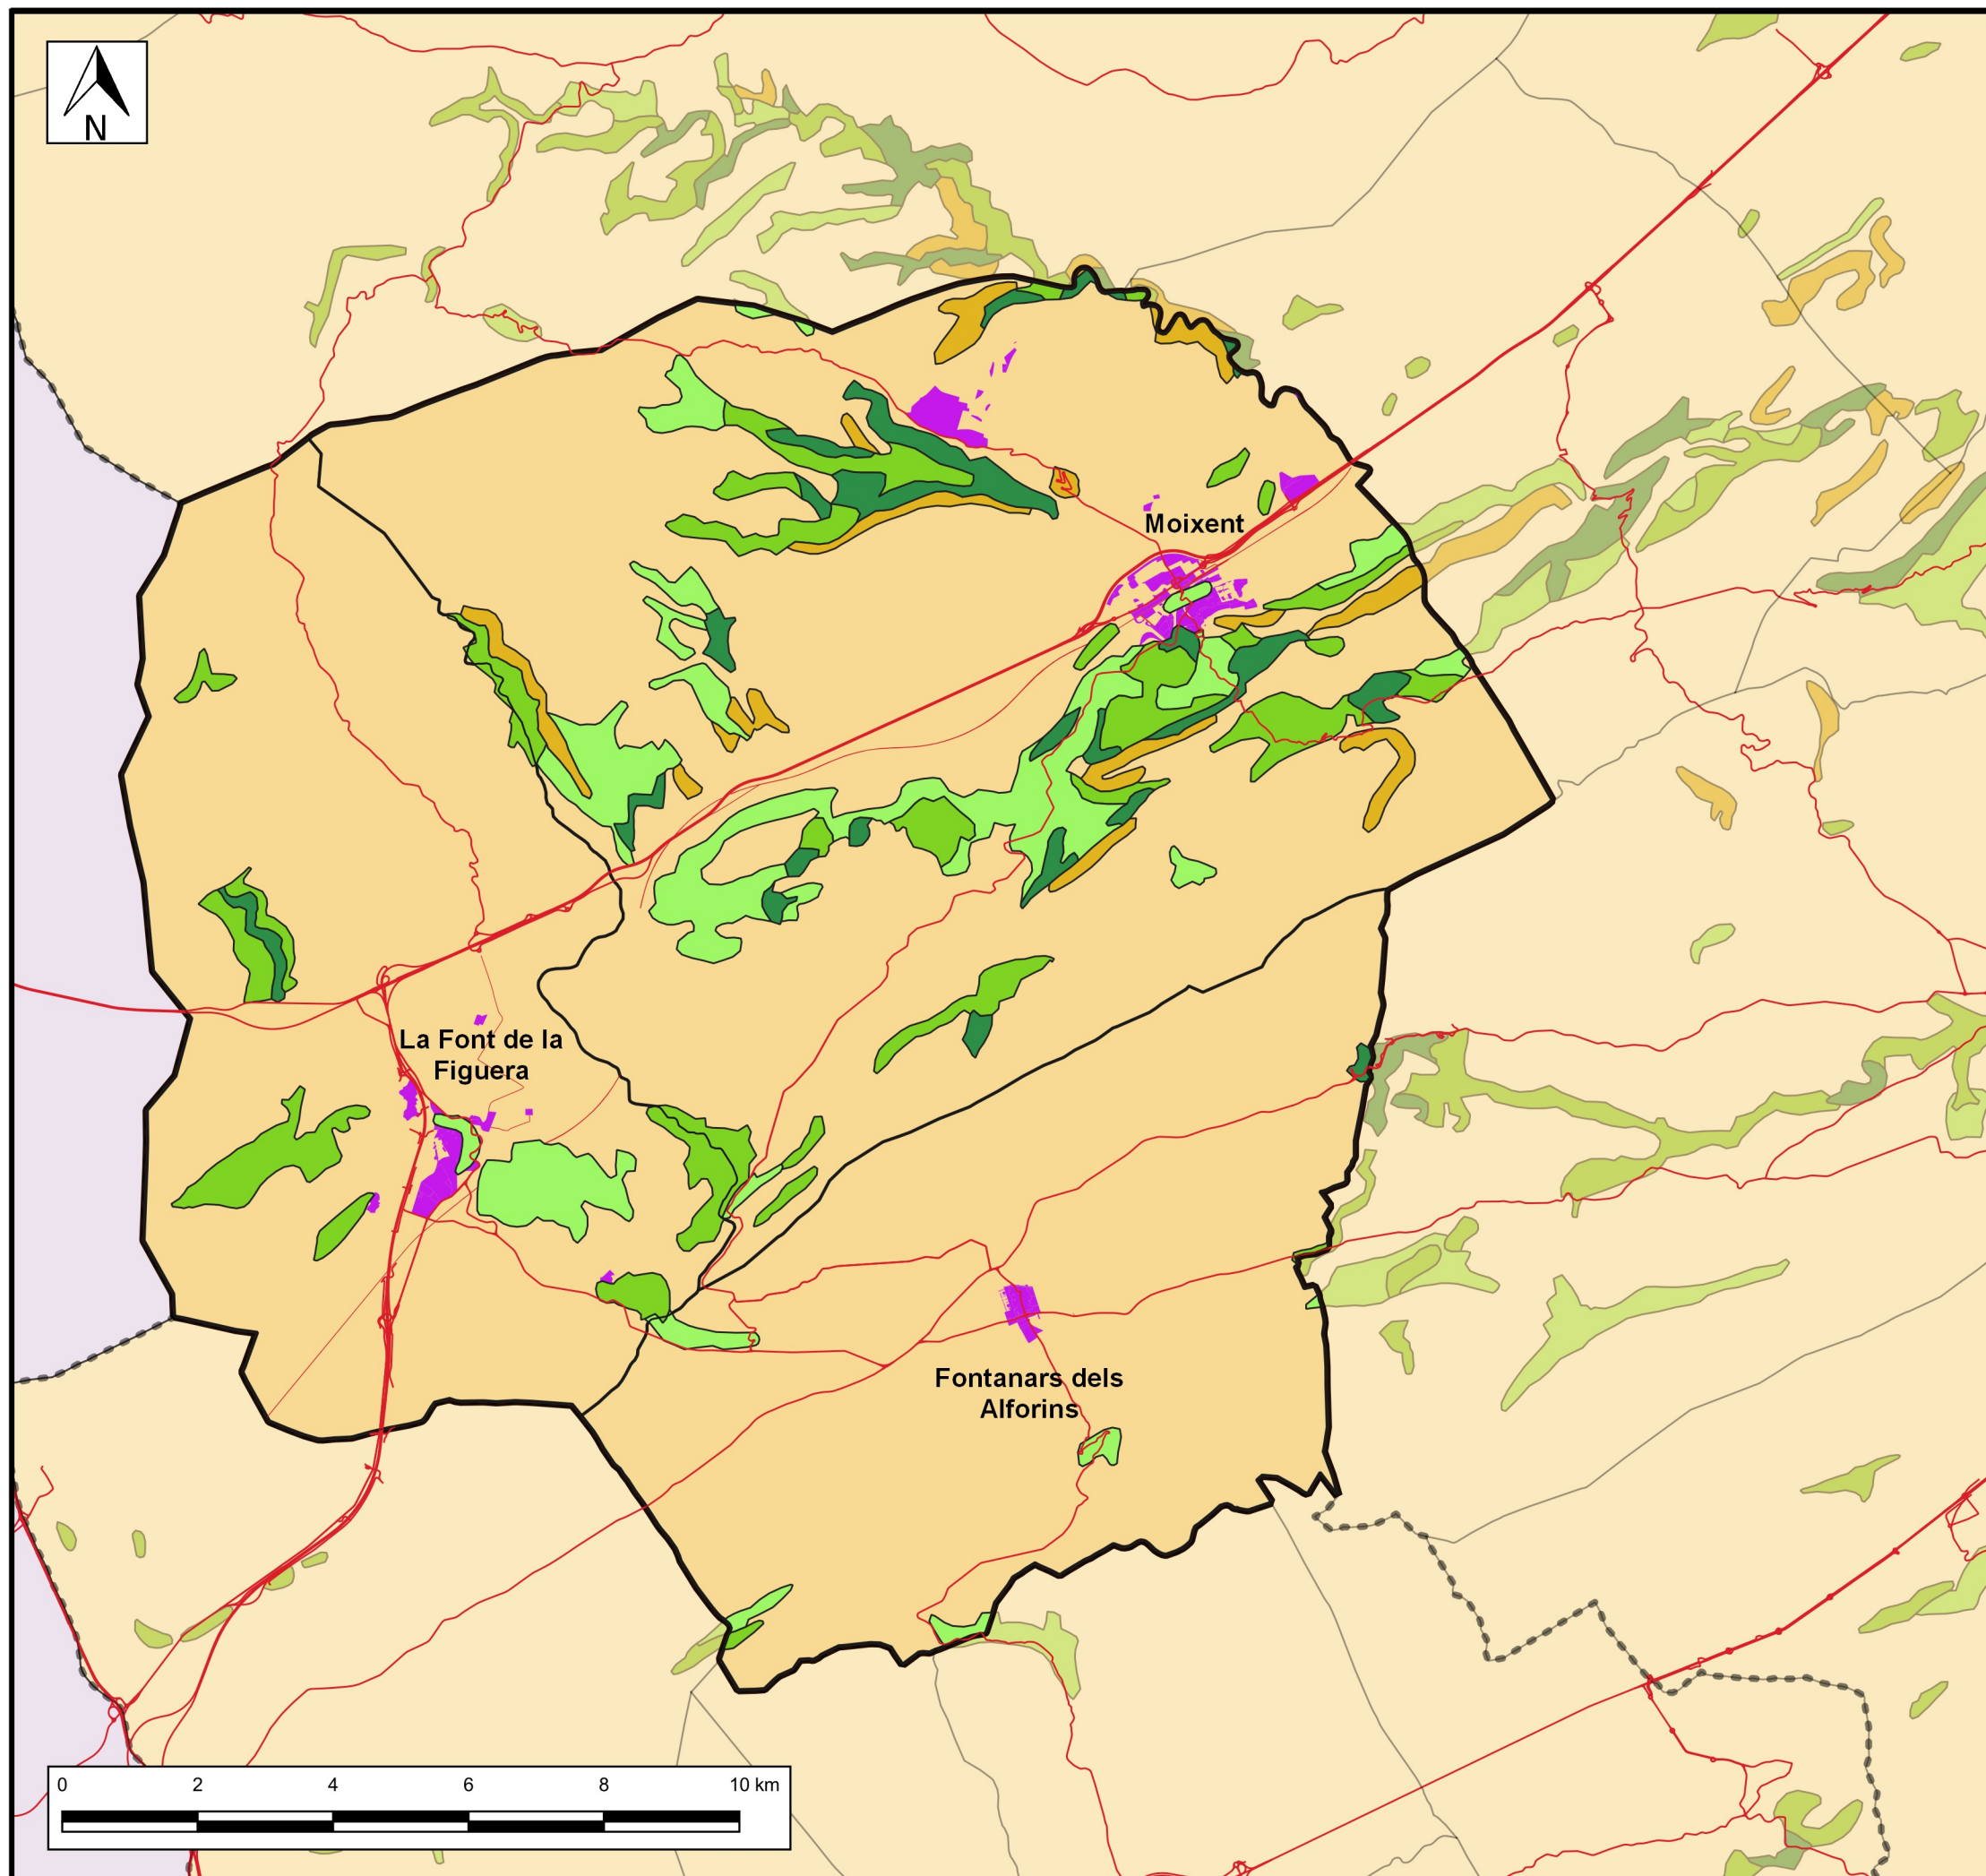 N
Moixent
La Font de la
Figuera
Fontanars dels
Alforins
0 2 4 6 8 10 km